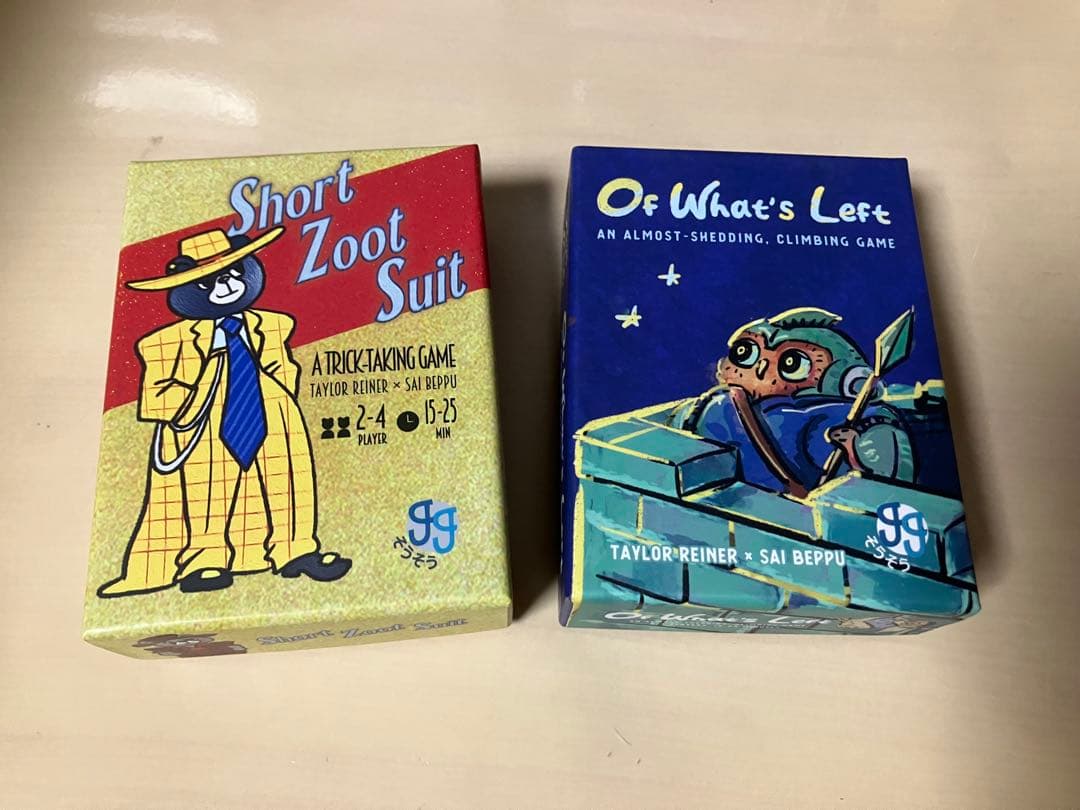 Short
Zoot
Suit
A TRICK-TAKING GAME
TAYLOR REINER × SAI BEPPU
2-4
PLAYER
15-25
MIN
gg
そうそう
Short Zoot Suit
Of What's Left
AN ALMOST-SHEDDING, CLIMBING GAME
TAYLOR REINER × SAI BEPPU
gg
そうそう
Of What's Left